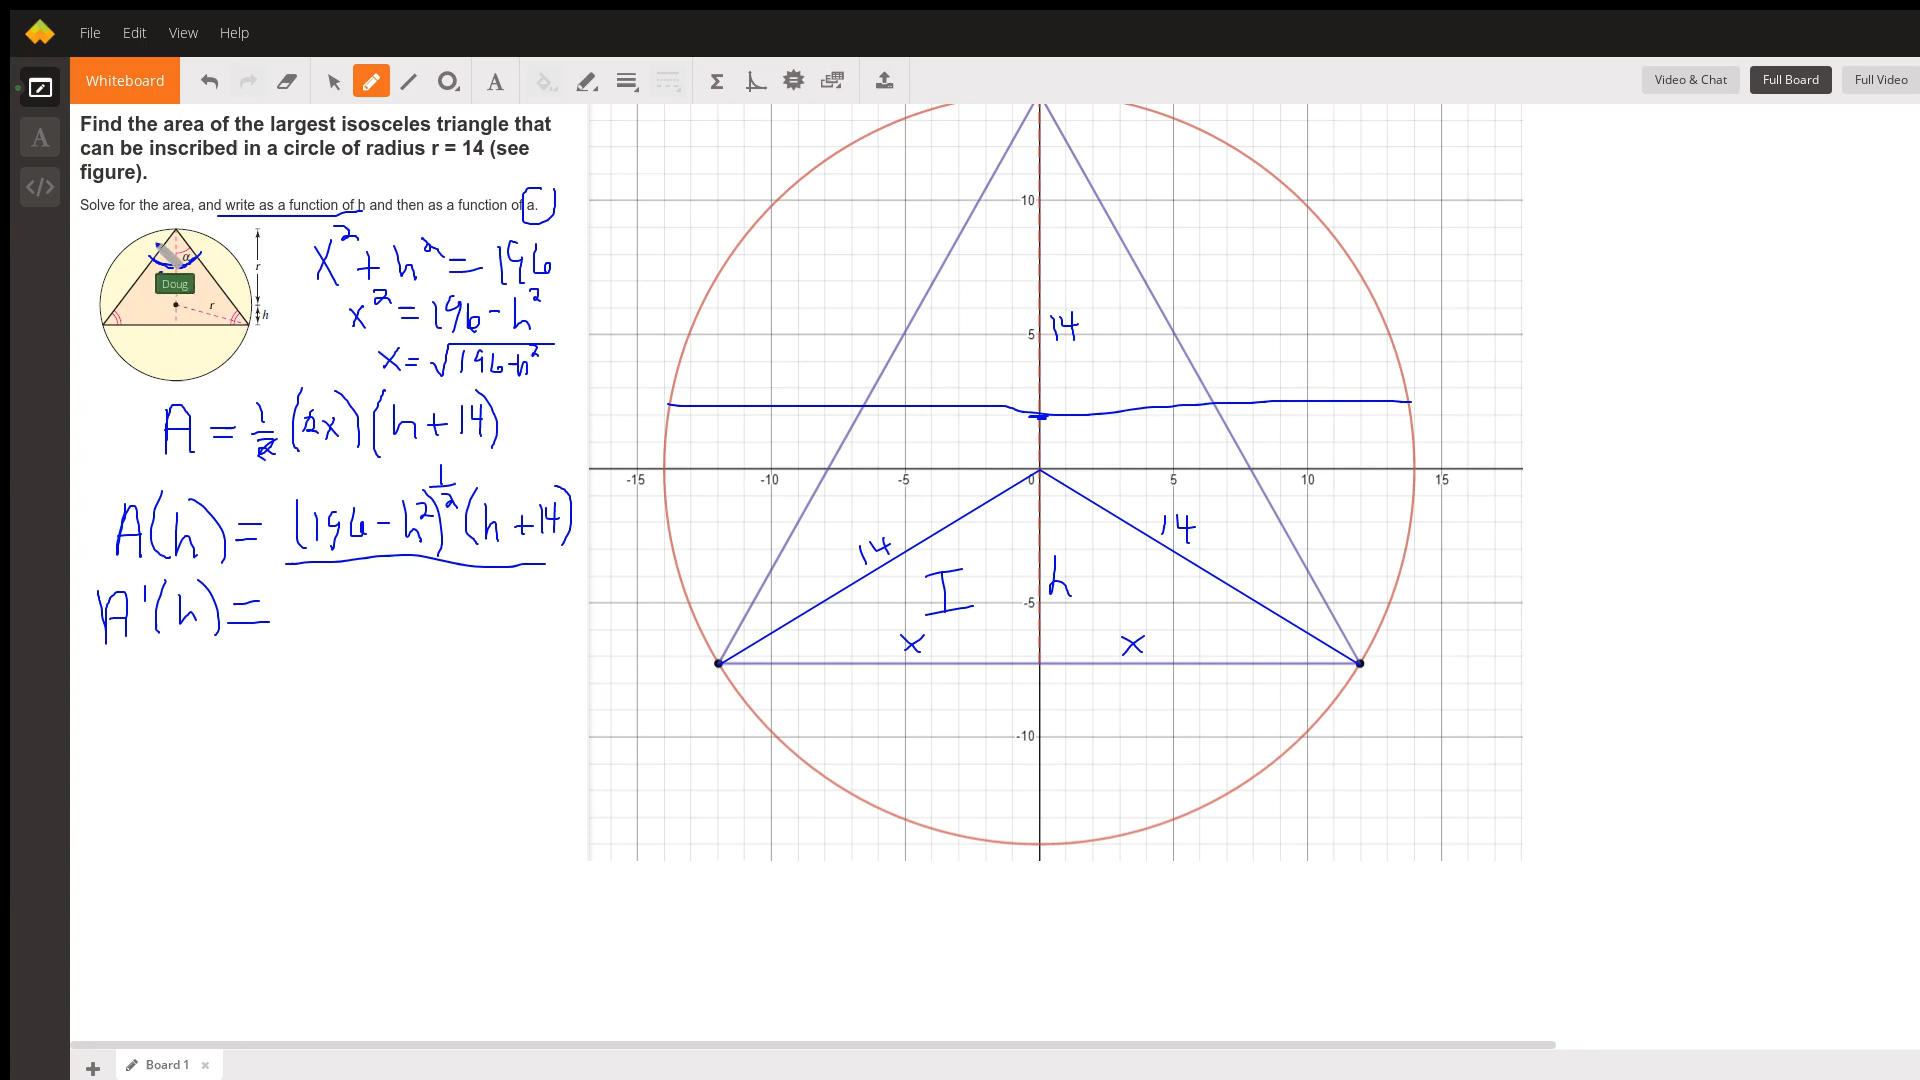 File Edit View Help
Whiteboard
A
Σ
Video & Chat
Full Board
Full Video
A
</>
Find the area of the largest isosceles triangle that
can be inscribed in a circle of radius r = 14 (see
figure).
Solve for the area, and write as a function of h and then as a function of a.
α
Doug
r
r
h
x² + h² = 196
x² = 196 - h²
x = √(196-h²)
A = 1/2 (2x)(h+14)
A(h) = (196-h²)^1/2 (h+14)
A'(h) =
10
5
14
-15
-10
-5
0
5
10
15
14
14
I
h
-5
x
x
-10
Board 1